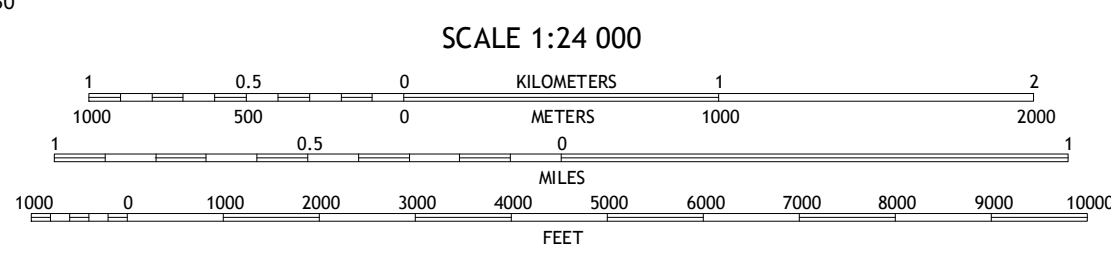 SCALE 1:24 000
1 0.5 0 KILOMETERS 1 2
1000 500 0 METERS 1000 2000
1 0.5 0 1
MILES
1000 0 1000 2000 3000 4000 5000 6000 7000 8000 9000 10000
FEET